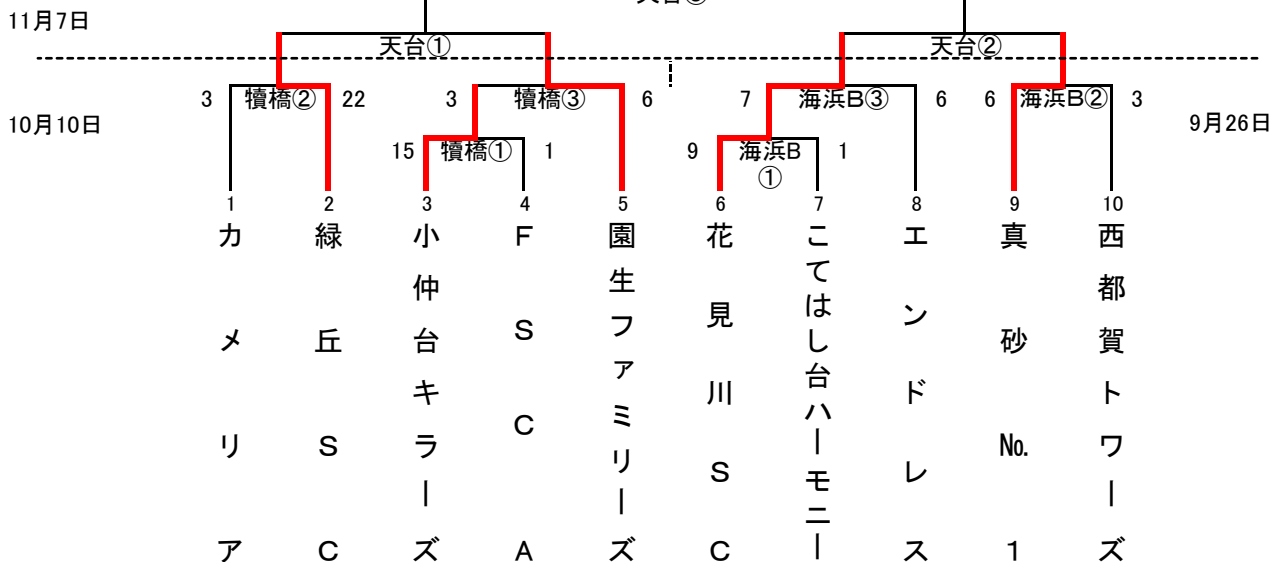 11月7日
天台① 天台②
3 犢橋② 22 3 犢橋③ 6 7 海浜B③ 6 6 海浜B② 3
10月10日 9月26日
15 犢橋① 1 9 海浜B① 1
1 2 3 4 5 6 7 8 9 10
カメリア
緑丘SC
小仲台キラーズ
FSCA
園生ファミリーズ
花見川SC
こてはし台ハーモニー
エンドレス
真砂№1
西都賀トワーズ